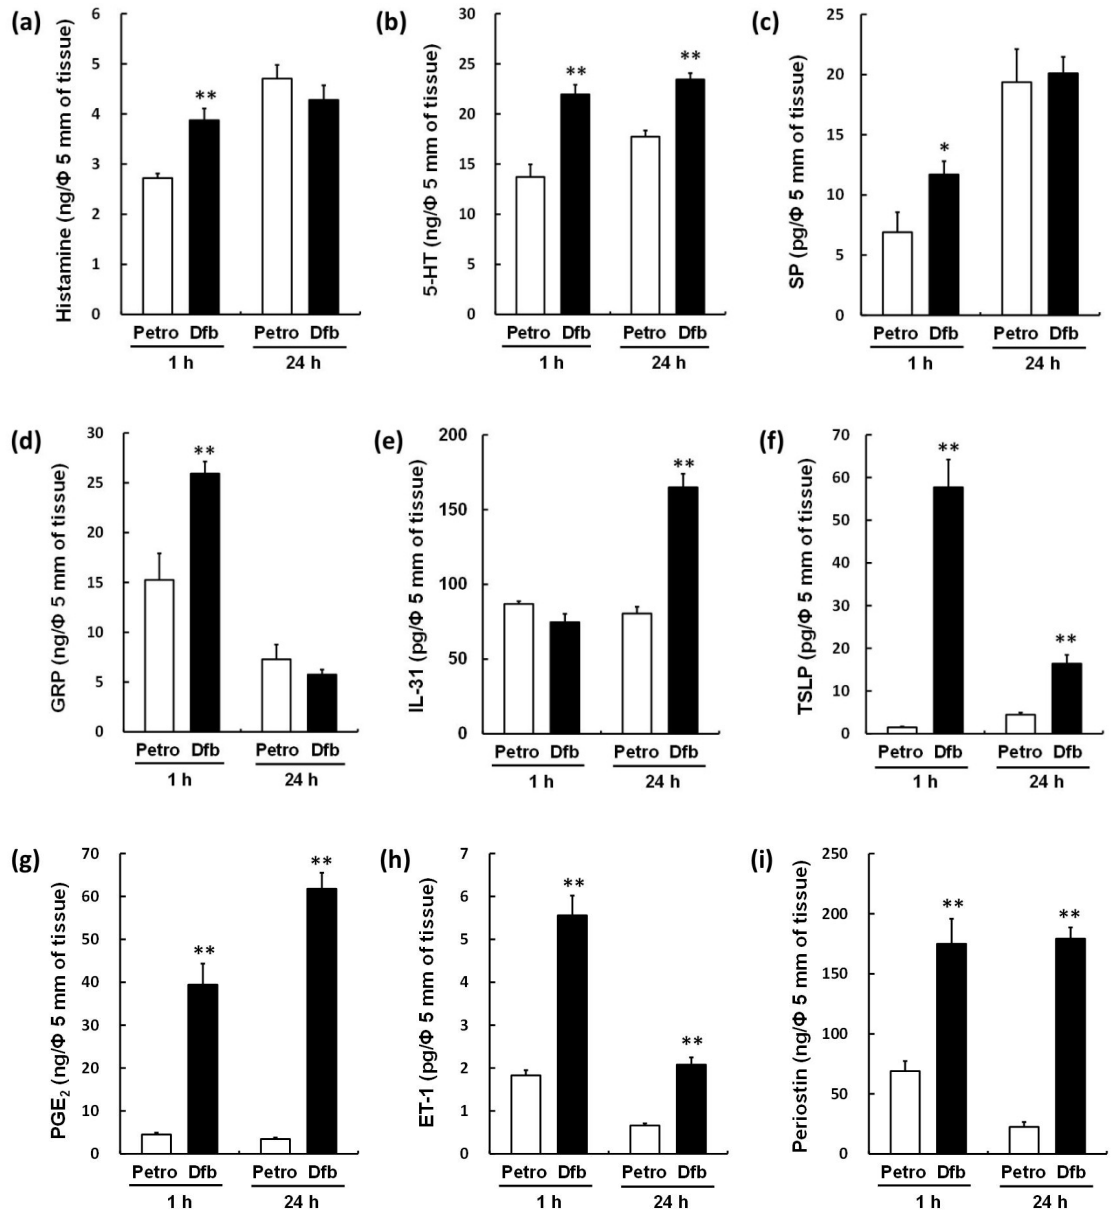 (a)
Histamine (ng/Φ 5 mm of tissue)
6
5
4
3
2
1
0
**
Petro Dfb Petro Dfb
1 h 24 h
(b)
5-HT (ng/Φ 5 mm of tissue)
30
25
20
15
10
5
0
** **
Petro Dfb Petro Dfb
1 h 24 h
(c)
SP (pg/Φ 5 mm of tissue)
25
20
15
10
5
0
*
Petro Dfb Petro Dfb
1 h 24 h
(d)
GRP (ng/Φ 5 mm of tissue)
30
25
20
15
10
5
0
**
Petro Dfb Petro Dfb
1 h 24 h
(e)
IL-31 (pg/Φ 5 mm of tissue)
200
150
100
50
0
**
Petro Dfb Petro Dfb
1 h 24 h
(f)
TSLP (pg/Φ 5 mm of tissue)
70
60
50
40
30
20
10
0
** **
Petro Dfb Petro Dfb
1 h 24 h
(g)
PGE₂ (ng/Φ 5 mm of tissue)
70
60
50
40
30
20
10
0
** **
Petro Dfb Petro Dfb
1 h 24 h
(h)
ET-1 (pg/Φ 5 mm of tissue)
7
6
5
4
3
2
1
0
** **
Petro Dfb Petro Dfb
1 h 24 h
(i)
Periostin (ng/Φ 5 mm of tissue)
250
200
150
100
50
0
** **
Petro Dfb Petro Dfb
1 h 24 h